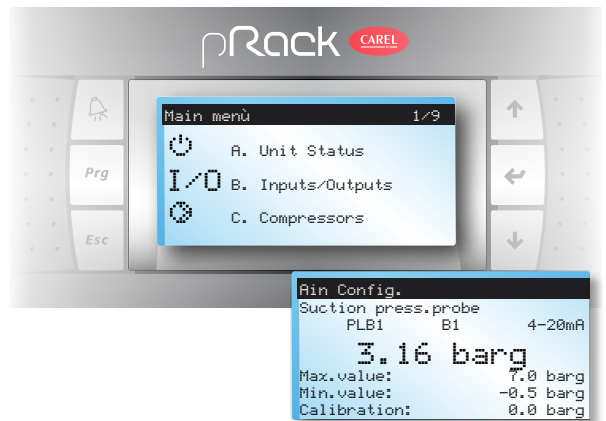 pRack CAREL
Main menù 1/9
A. Unit Status
I/O B. Inputs/Outputs
C. Compressors
Prg
Esc
Ain Config.
Suction press.probe
PLB1 B1 4-20mA
3.16 barg
Max.value: 7.0 barg
Min.value: -0.5 barg
Calibration: 0.0 barg